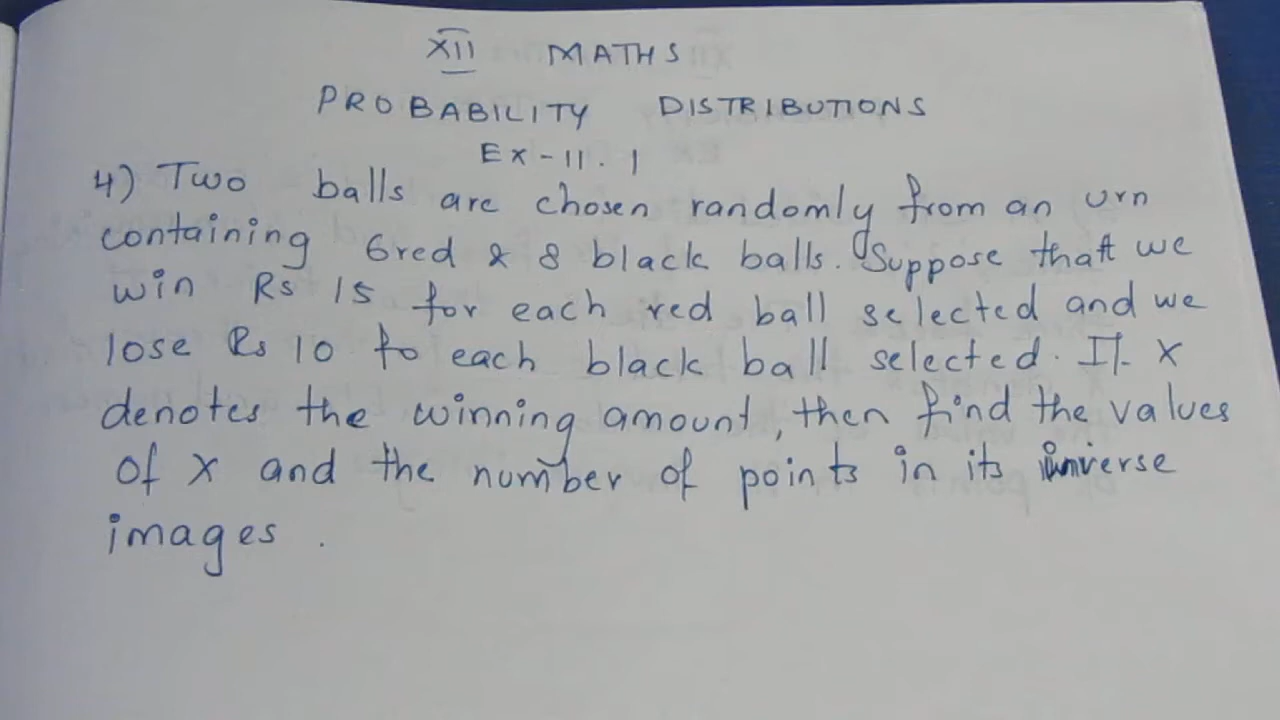 XII MATHS
PROBABILITY DISTRIBUTIONS
Ex - 11.1
4) Two balls are chosen randomly from an urn
containing 6red & 8 black balls. Suppose that we
win Rs 15 for each red ball selected and we
lose Rs 10 fo each black ball selected. If X
denotes the winning amount, then find the values
of X and the number of points in its inverse
images.